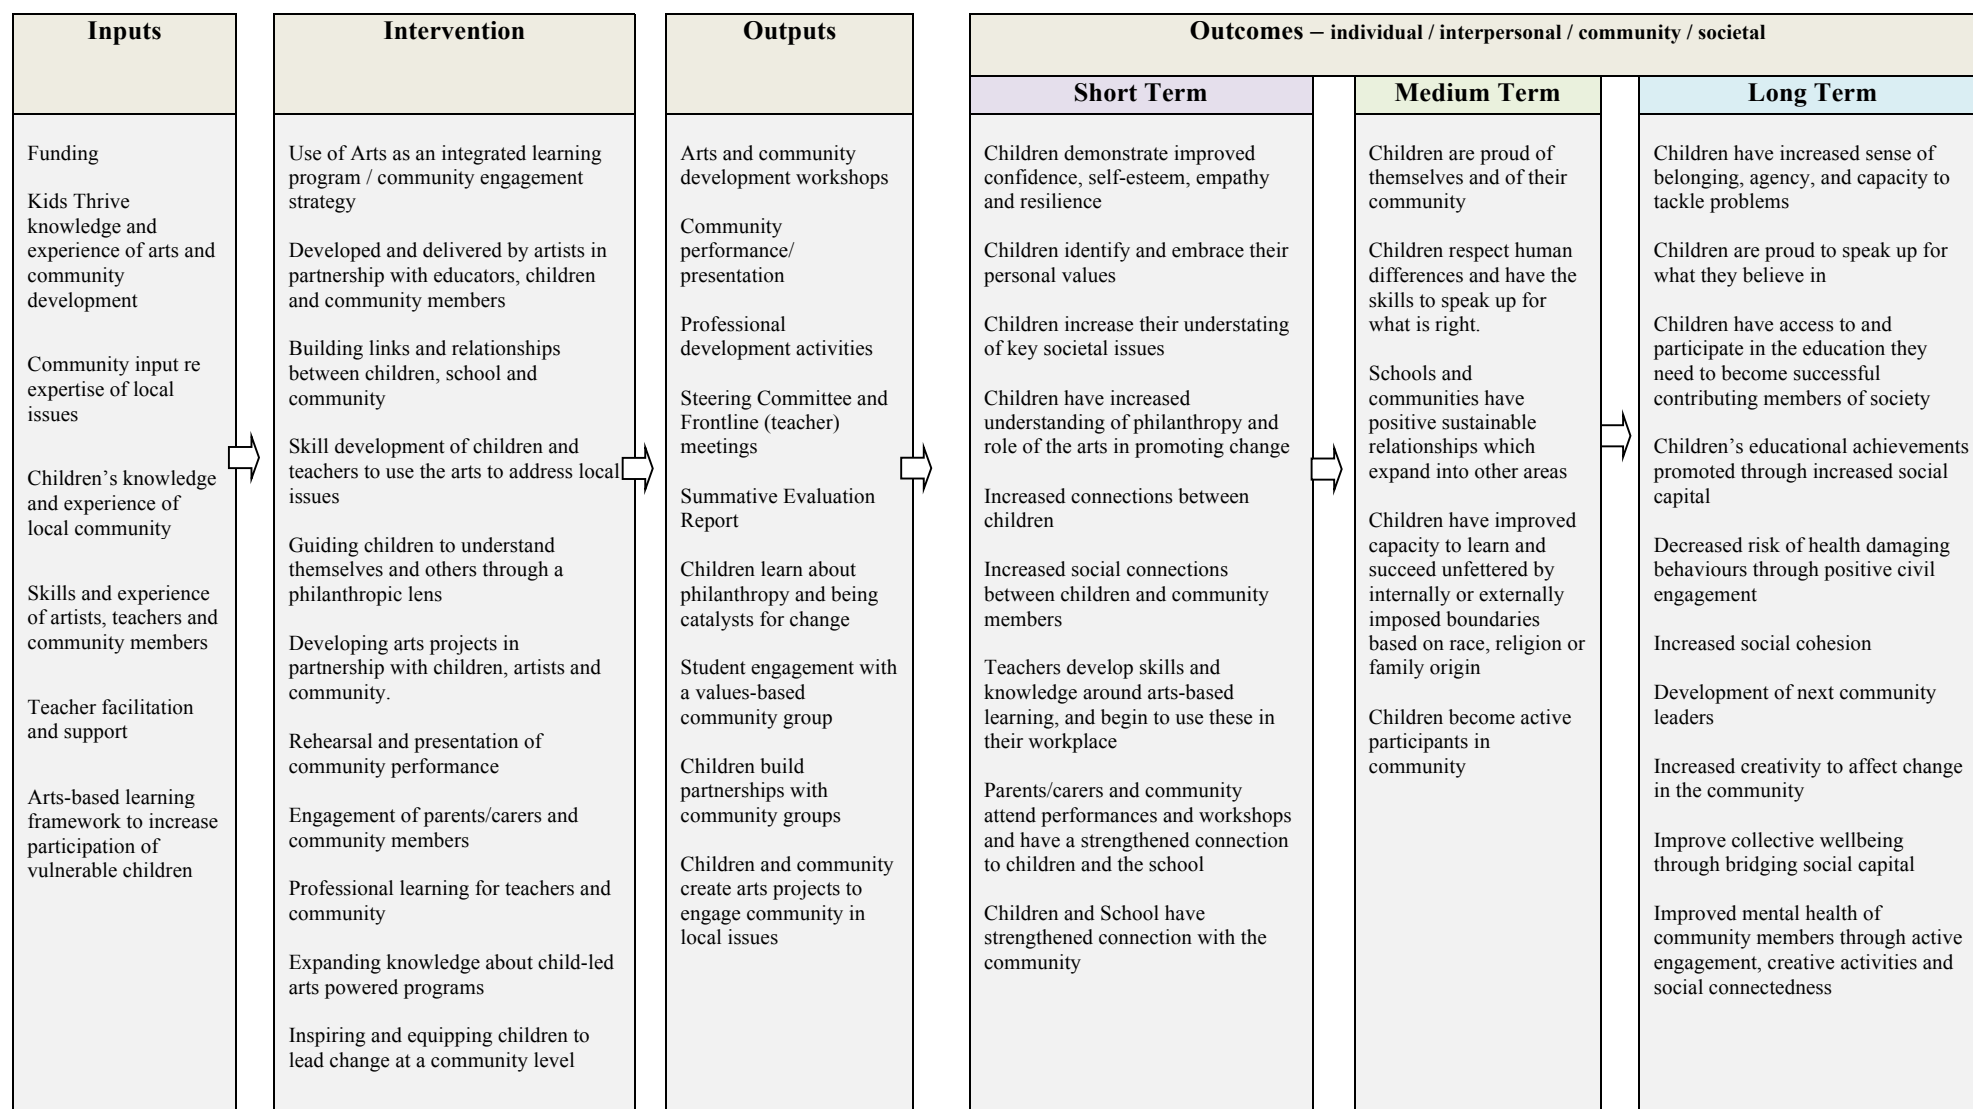 Inputs
Funding
Kids Thrive
knowledge and
experience of arts and
community
development
Community input re
expertise of local
issues
Children's knowledge
and experience of
local community
Skills and experience
of artists, teachers and
community members
Teacher facilitation
and support
Arts-based learning
framework to increase
participation of
vulnerable children
Intervention
Use of Arts as an integrated learning
program / community engagement
strategy
Developed and delivered by artists in
partnership with educators, children
and community members
Building links and relationships
between children, school and
community
Skill development of children and
teachers to use the arts to address local
issues
Guiding children to understand
themselves and others through a
philanthropic lens
Developing arts projects in
partnership with children, artists and
community.
Rehearsal and presentation of
community performance
Engagement of parents/carers and
community members
Professional learning for teachers and
community
Expanding knowledge about child-led
arts powered programs
Inspiring and equipping children to
lead change at a community level
Outputs
Arts and community
development workshops
Community
performance/
presentation
Professional
development activities
Steering Committee and
Frontline (teacher)
meetings
Summative Evaluation
Report
Children learn about
philanthropy and being
catalysts for change
Student engagement with
a values-based
community group
Children build
partnerships with
community groups
Children and community
create arts projects to
engage community in
local issues
Outcomes – individual / interpersonal / community / societal
Short Term
Children demonstrate improved
confidence, self-esteem, empathy
and resilience
Children identify and embrace their
personal values
Children increase their understating
of key societal issues
Children have increased
understanding of philanthropy and
role of the arts in promoting change
Increased connections between
children
Increased social connections
between children and community
members
Teachers develop skills and
knowledge around arts-based
learning, and begin to use these in
their workplace
Parents/carers and community
attend performances and workshops
and have a strengthened connection
to children and the school
Children and School have
strengthened connection with the
community
Medium Term
Children are proud of
themselves and of their
community
Children respect human
differences and have the
skills to speak up for
what is right.
Schools and
communities have
positive sustainable
relationships which
expand into other areas
Children have improved
capacity to learn and
succeed unfettered by
internally or externally
imposed boundaries
based on race, religion or
family origin
Children become active
participants in
community
Long Term
Children have increased sense of
belonging, agency, and capacity to
tackle problems
Children are proud to speak up for
what they believe in
Children have access to and
participate in the education they
need to become successful
contributing members of society
Children's educational achievements
promoted through increased social
capital
Decreased risk of health damaging
behaviours through positive civil
engagement
Increased social cohesion
Development of next community
leaders
Increased creativity to affect change
in the community
Improve collective wellbeing
through bridging social capital
Improved mental health of
community members through active
engagement, creative activities and
social connectedness